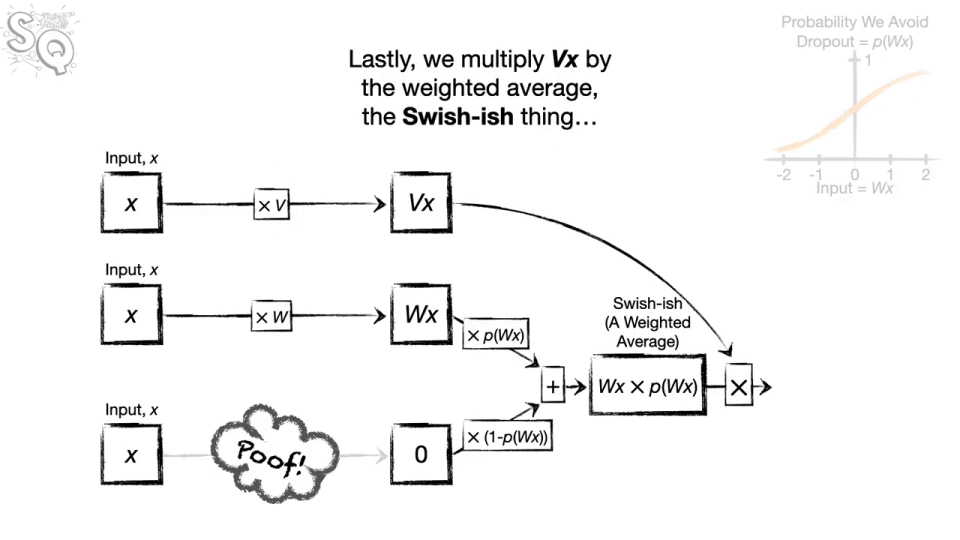 SQ
Probability We Avoid
Dropout = p(Wx)
1
-2 -1 0 1 2
Input = Wx
Lastly, we multiply Vx by
the weighted average,
the Swish-ish thing…
Input, x
x
× V
Vx
Input, x
x
× W
Wx
× p(Wx)
Swish-ish
(A Weighted
Average)
+
Wx × p(Wx)
×
Input, x
x
Poof!
0
× (1-p(Wx))